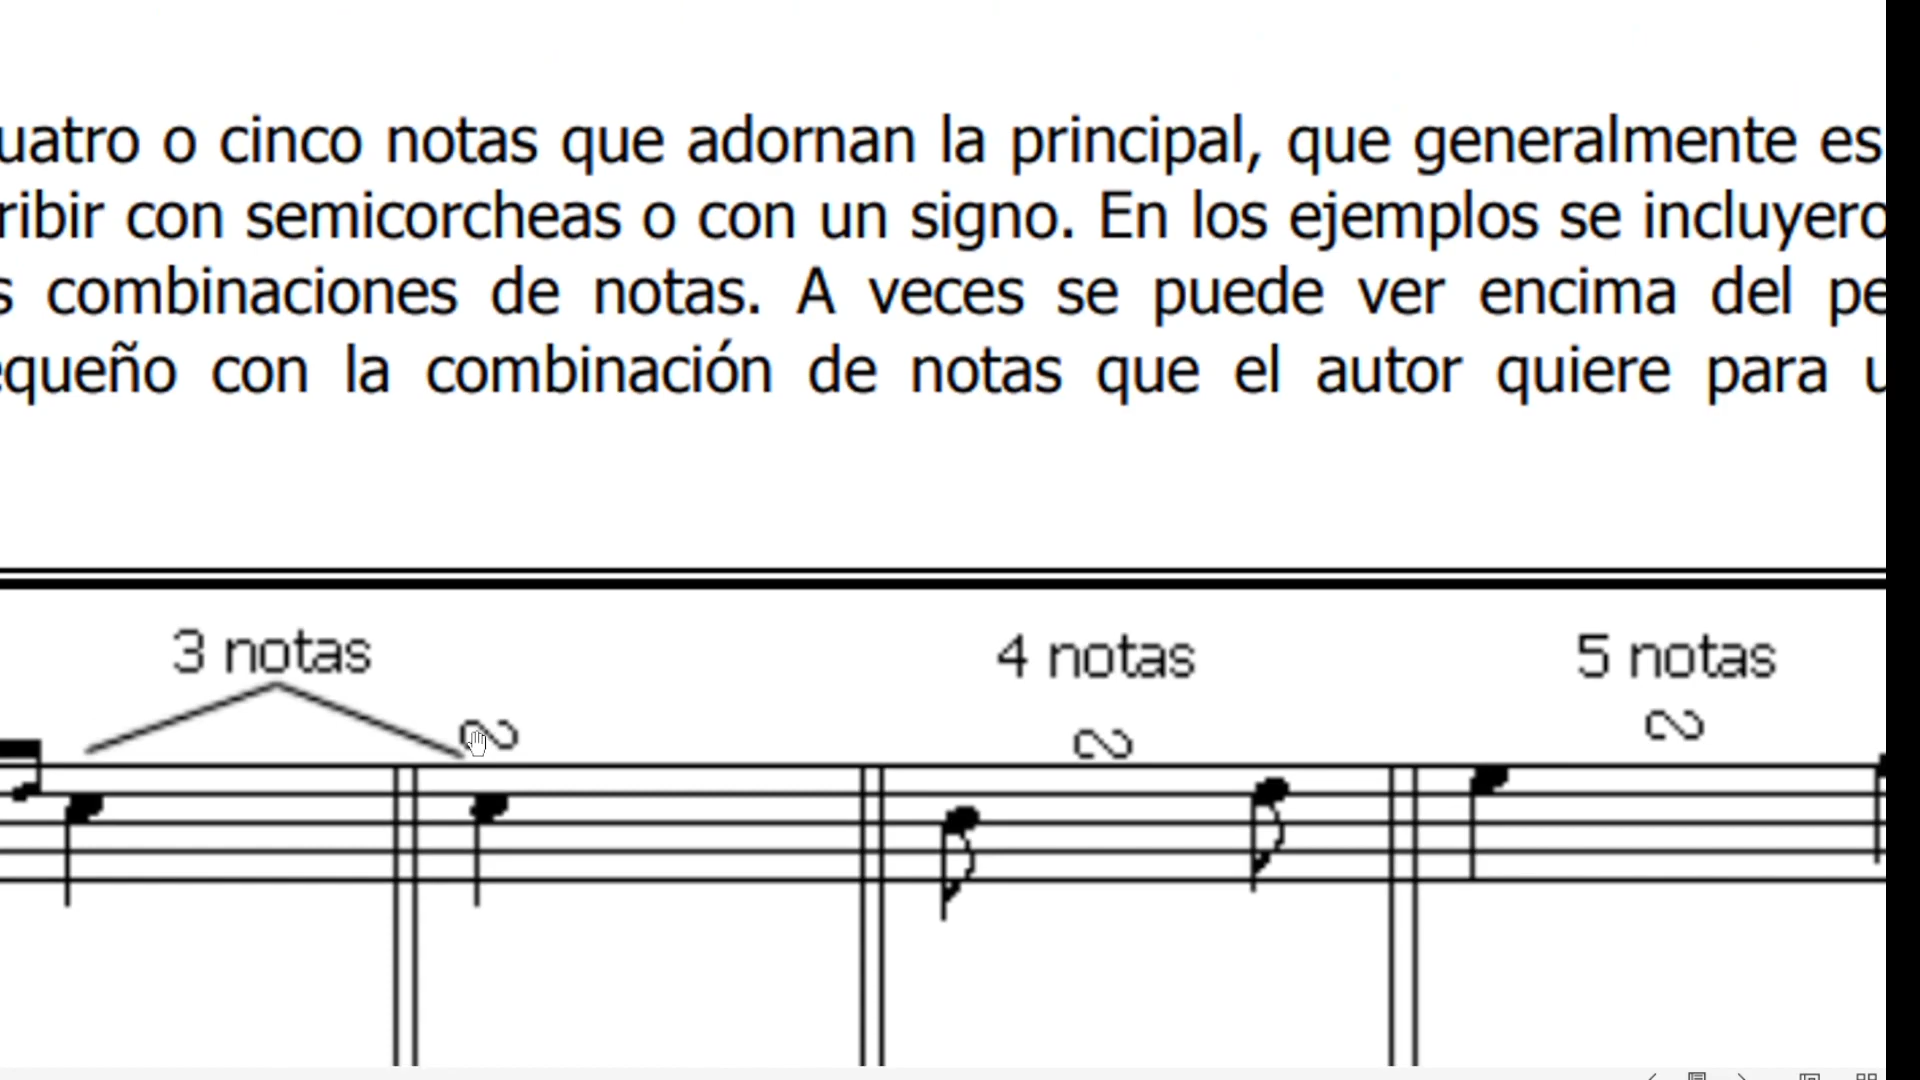 uatro o cinco notas que adornan la principal, que generalmente es
ribir con semicorcheas o con un signo. En los ejemplos se incluyero
s combinaciones de notas. A veces se puede ver encima del pe
equeño con la combinación de notas que el autor quiere para u
3 notas
4 notas
5 notas